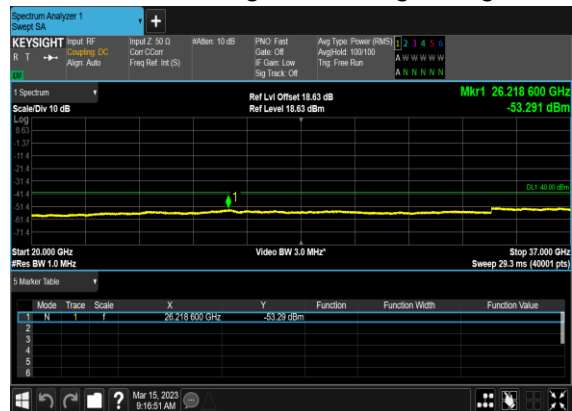 Spectrum Analyzer 1
Swept SA
+
KEYSIGHT
R T
Input: RF
Coupling: DC
Align: Auto
Input Z: 50 Ω
Corr CCorr
Freq Ref: Int (S)
#Atten: 10 dB
PNO: Fast
Gate: Off
IF Gain: Low
Sig Track: Off
Avg Type: Power (RMS)
Avg|Hold: 100/100
Trig: Free Run
1 2 3 4 5 6
A W W W W W
A N N N N N
1 Spectrum
Scale/Div 10 dB
Ref Lvl Offset 18.63 dB
Ref Level 18.63 dBm
Mkr1 26.218 600 GHz
-53.291 dBm
Log
8.63
-1.37
-11.4
-21.4
-31.4
-41.4
-51.4
-61.4
-71.4
1
DL1 -40.00 dBm
Start 20.000 GHz
#Res BW 1.0 MHz
Video BW 3.0 MHz*
Stop 37.000 GHz
Sweep 29.3 ms (40001 pts)
5 Marker Table
Mode Trace Scale X Y Function Function Width Function Value
1 N 1 f 26.218 600 GHz -53.29 dBm
2
3
4
5
6
?
Mar 15, 2023
9:16:51 AM